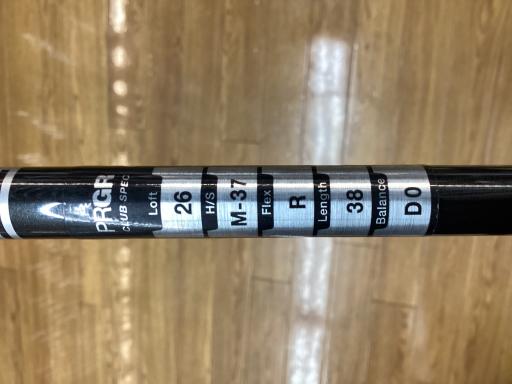 PRGR
CLUB SPEC
Loft
26
H/S
M-37
Flex
R
Length
38
Balance
D0